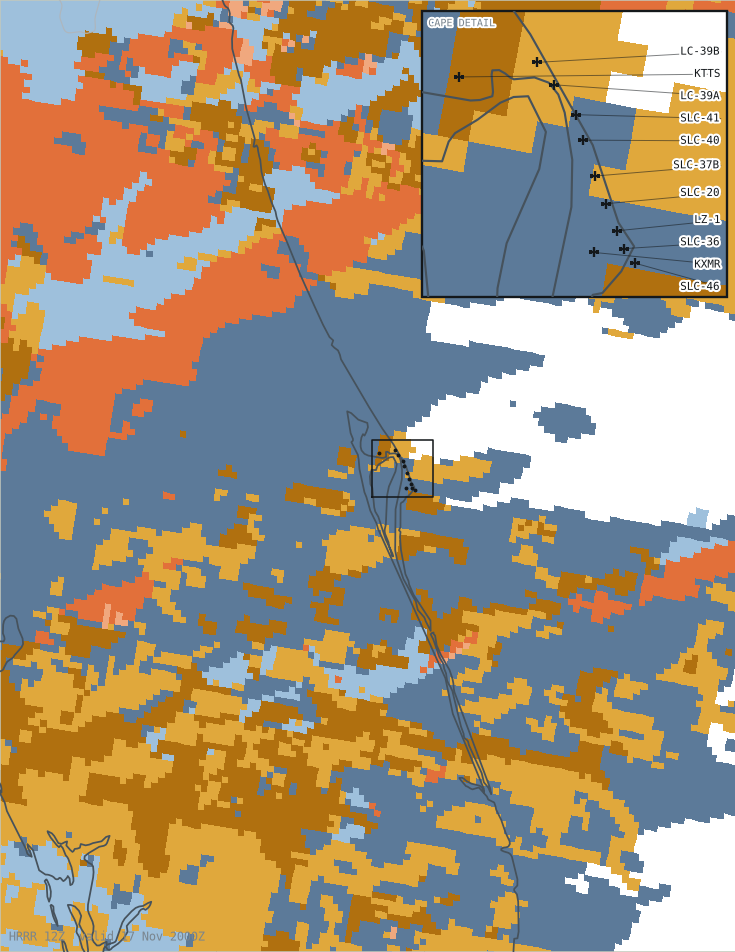 CAPE DETAIL
LC-39B
KTTS
LC-39A
SLC-41
SLC-40
SLC-37B
SLC-20
LZ-1
SLC-36
KXMR
SLC-46
HRRR 12Z valid 17 Nov 2000Z